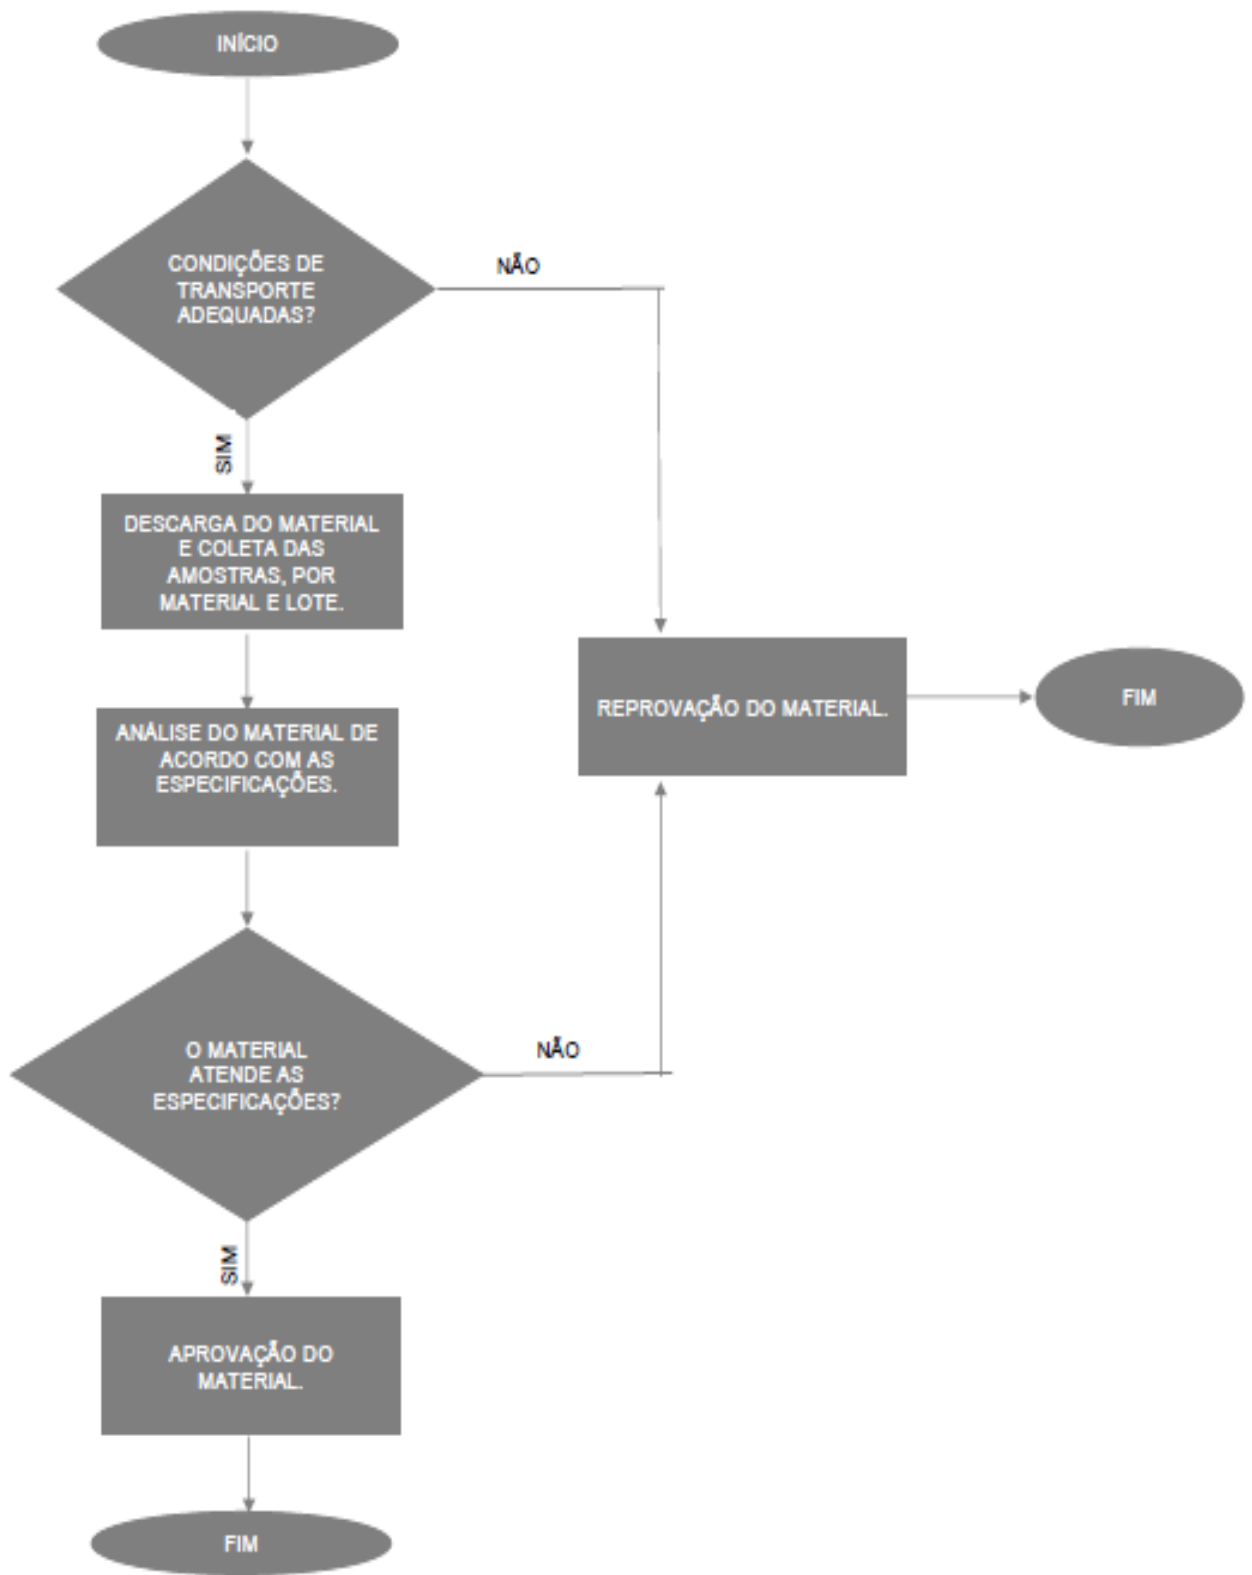 INÍCIO
CONDIÇÕES DE
TRANSPORTE
ADEQUADAS?
NÃO
SIM
DESCARGA DO MATERIAL
E COLETA DAS
AMOSTRAS, POR
MATERIAL E LOTE.
ANÁLISE DO MATERIAL DE
ACORDO COM AS
ESPECIFICAÇÕES.
REPROVAÇÃO DO MATERIAL.
FIM
O MATERIAL
ATENDE AS
ESPECIFICAÇÕES?
NÃO
SIM
APROVAÇÃO DO
MATERIAL.
FIM